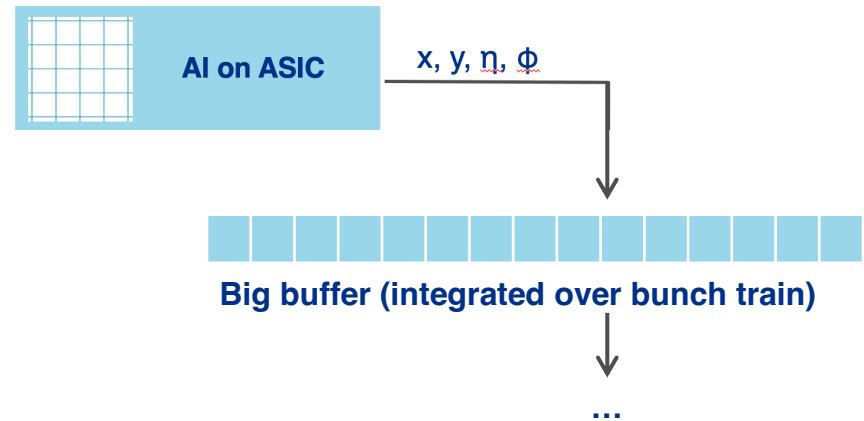 AI on ASIC
x, y, η, Φ
Big buffer (integrated over bunch train)
...